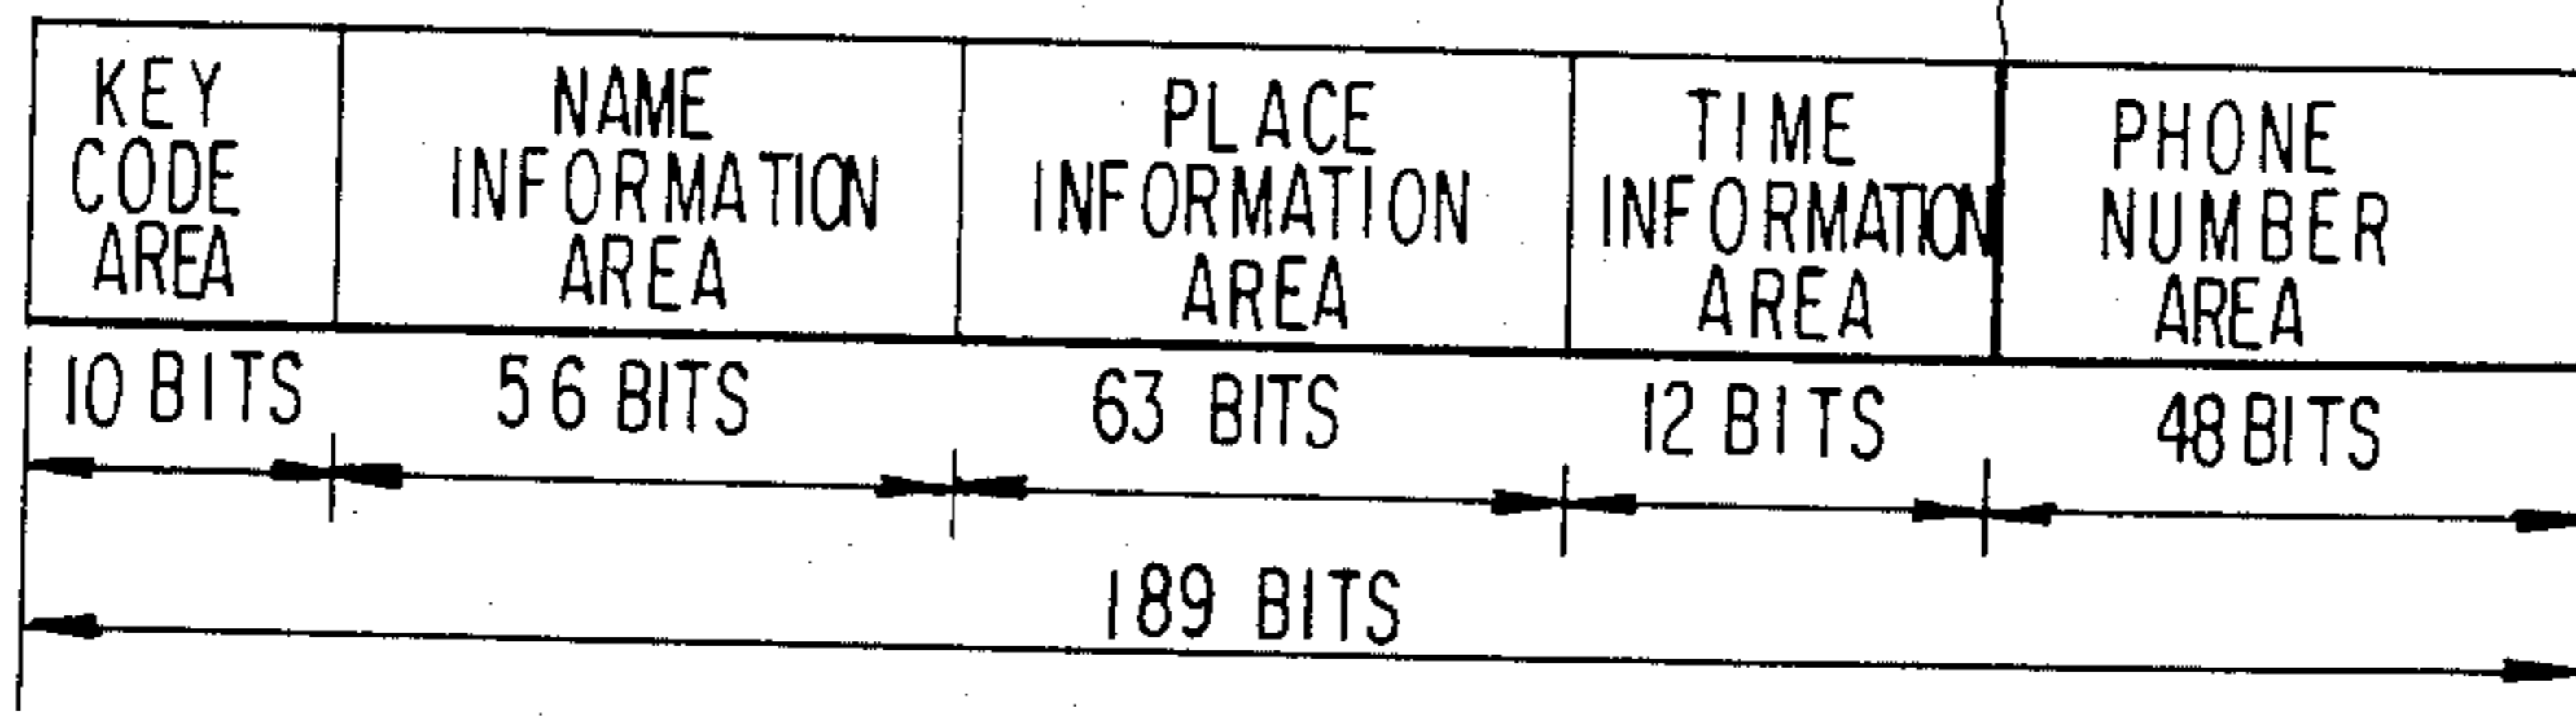 KEY
CODE
AREA
NAME
INFORMATION
AREA
PLACE
INFORMATION
AREA
TIME
INFORMATION
AREA
PHONE
NUMBER
AREA
10 BITS
56 BITS
63 BITS
12 BITS
48 BITS
189 BITS